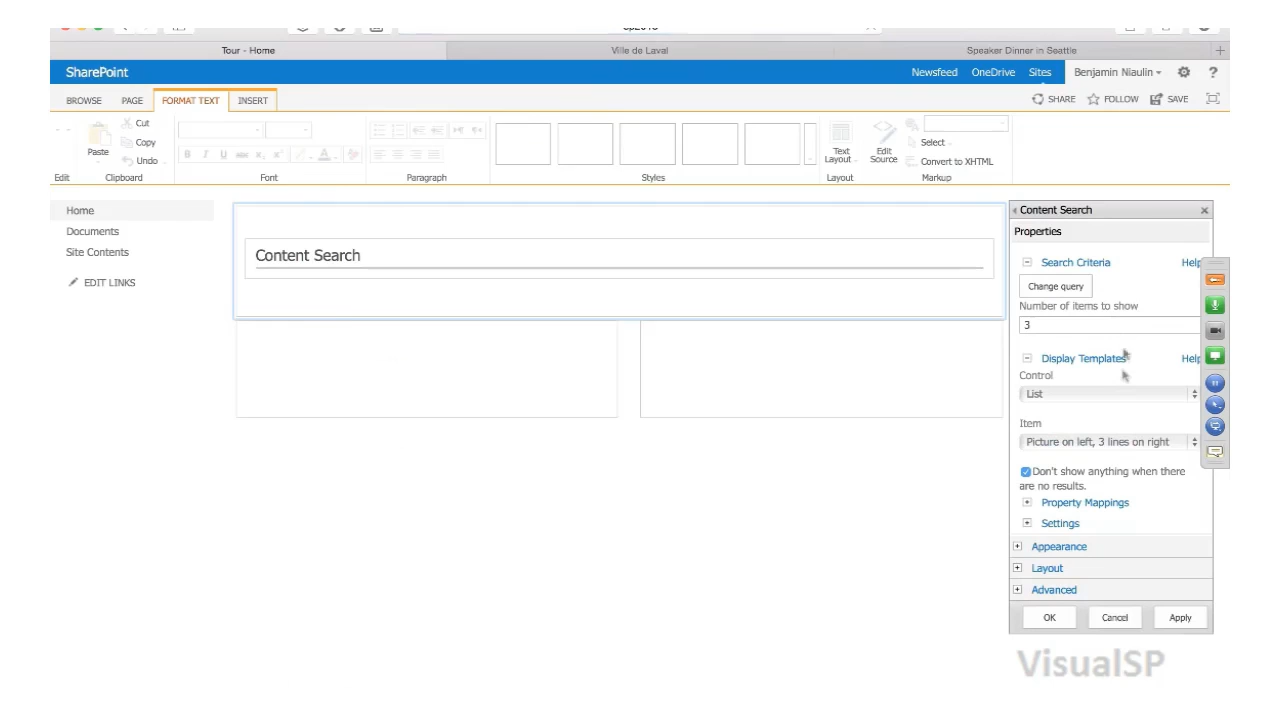 Tour - Home
Ville de Laval
Speaker Dinner in Seattle
SharePoint
Newsfeed
OneDrive
Sites
Benjamin Niaulin
BROWSE
PAGE
FORMAT TEXT
INSERT
SHARE
FOLLOW
SAVE
Cut
Copy
Undo
Paste
B I U abc x₂ x²
A
Text Layout
Edit Source
Select
Convert to XHTML
Edit
Clipboard
Font
Paragraph
Styles
Layout
Markup
Home
Documents
Site Contents
EDIT LINKS
Content Search
Content Search
Properties
Search Criteria
Help
Change query
Number of items to show
3
Display Templates
Help
Control
List
Item
Picture on left, 3 lines on right
Don't show anything when there
are no results.
Property Mappings
Settings
Appearance
Layout
Advanced
OK
Cancel
Apply
VisualSP